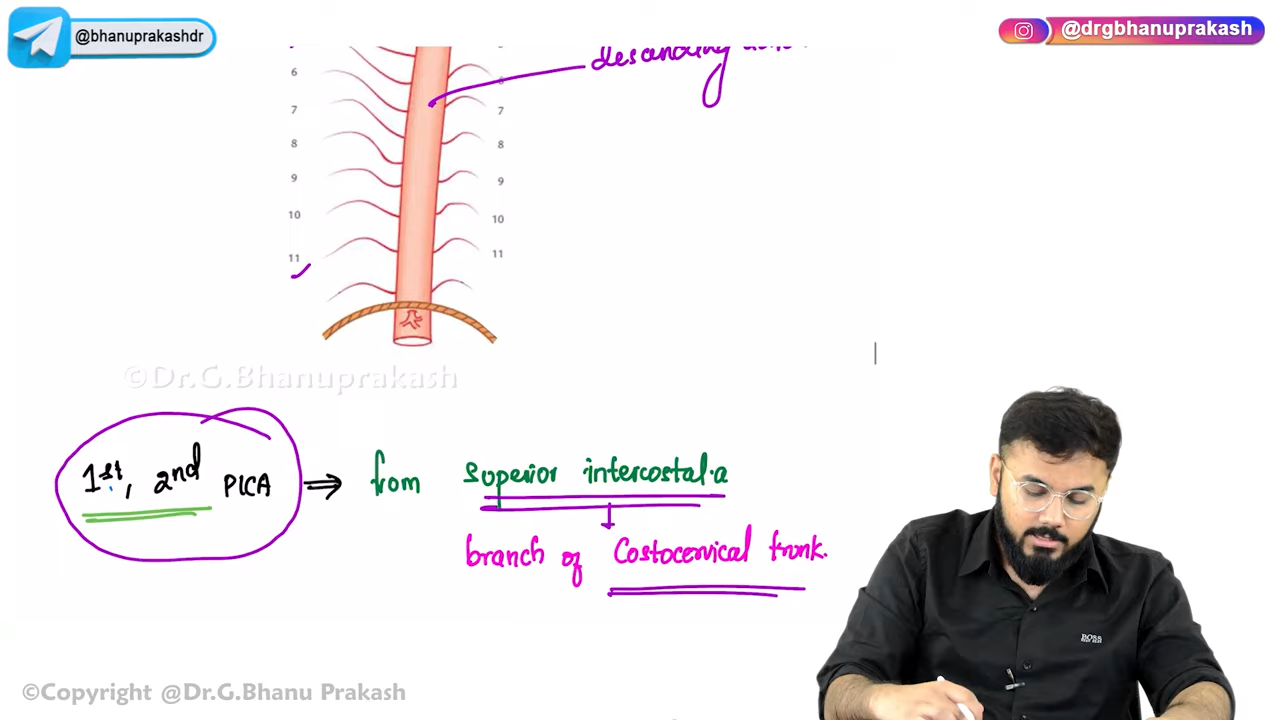 @bhanuprakashdr
@drgbhanuprakash
descending
6
7 7
8 8
9 9
10 10
11 11
©Dr.G.Bhanuprakash
1st, 2nd PICA ⇒ from superior intercostal.a
branch of Costocervical trunk.
BOSS
©Copyright @Dr.G.Bhanu Prakash